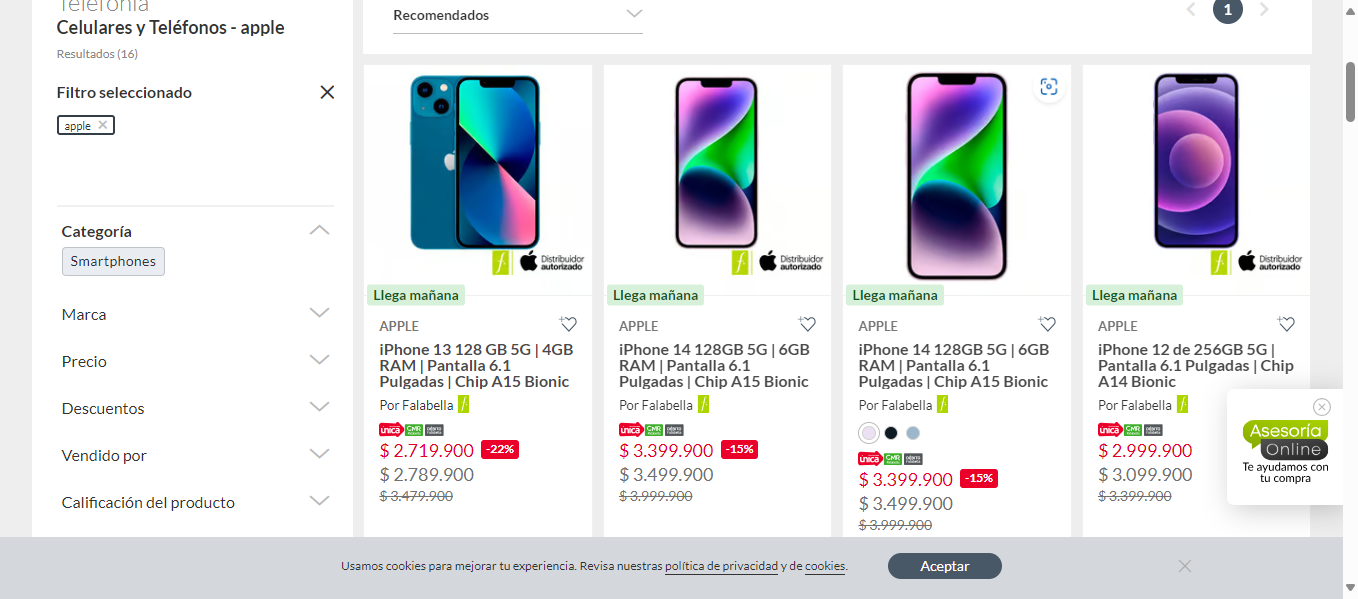 Telefonía
Celulares y Teléfonos - apple
Resultados (16)
Filtro seleccionado
apple
Categoría
Smartphones
Marca
Precio
Descuentos
Vendido por
Calificación del producto
Recomendados
1
Distribuidor
autorizado
Llega mañana
APPLE
iPhone 13 128 GB 5G | 4GB
RAM | Pantalla 6.1
Pulgadas | Chip A15 Bionic
Por Falabella
única CMR
$ 2.719.900 -22%
$ 2.789.900
$ 3.479.900
Distribuidor
autorizado
Llega mañana
APPLE
iPhone 14 128GB 5G | 6GB
RAM | Pantalla 6.1
Pulgadas | Chip A15 Bionic
Por Falabella
única CMR
$ 3.399.900 -15%
$ 3.499.900
$ 3.999.900
Llega mañana
APPLE
iPhone 14 128GB 5G | 6GB
RAM | Pantalla 6.1
Pulgadas | Chip A15 Bionic
Por Falabella
única CMR
$ 3.399.900 -15%
$ 3.499.900
$ 3.999.900
Distribuidor
autorizado
Llega mañana
APPLE
iPhone 12 de 256GB 5G |
Pantalla 6.1 Pulgadas | Chip
A14 Bionic
Por Falabella
única CMR
$ 2.999.900
$ 3.099.900
$ 3.399.900
Asesoría
Online
Te ayudamos con
tu compra
Usamos cookies para mejorar tu experiencia. Revisa nuestras política de privacidad y de cookies.
Aceptar